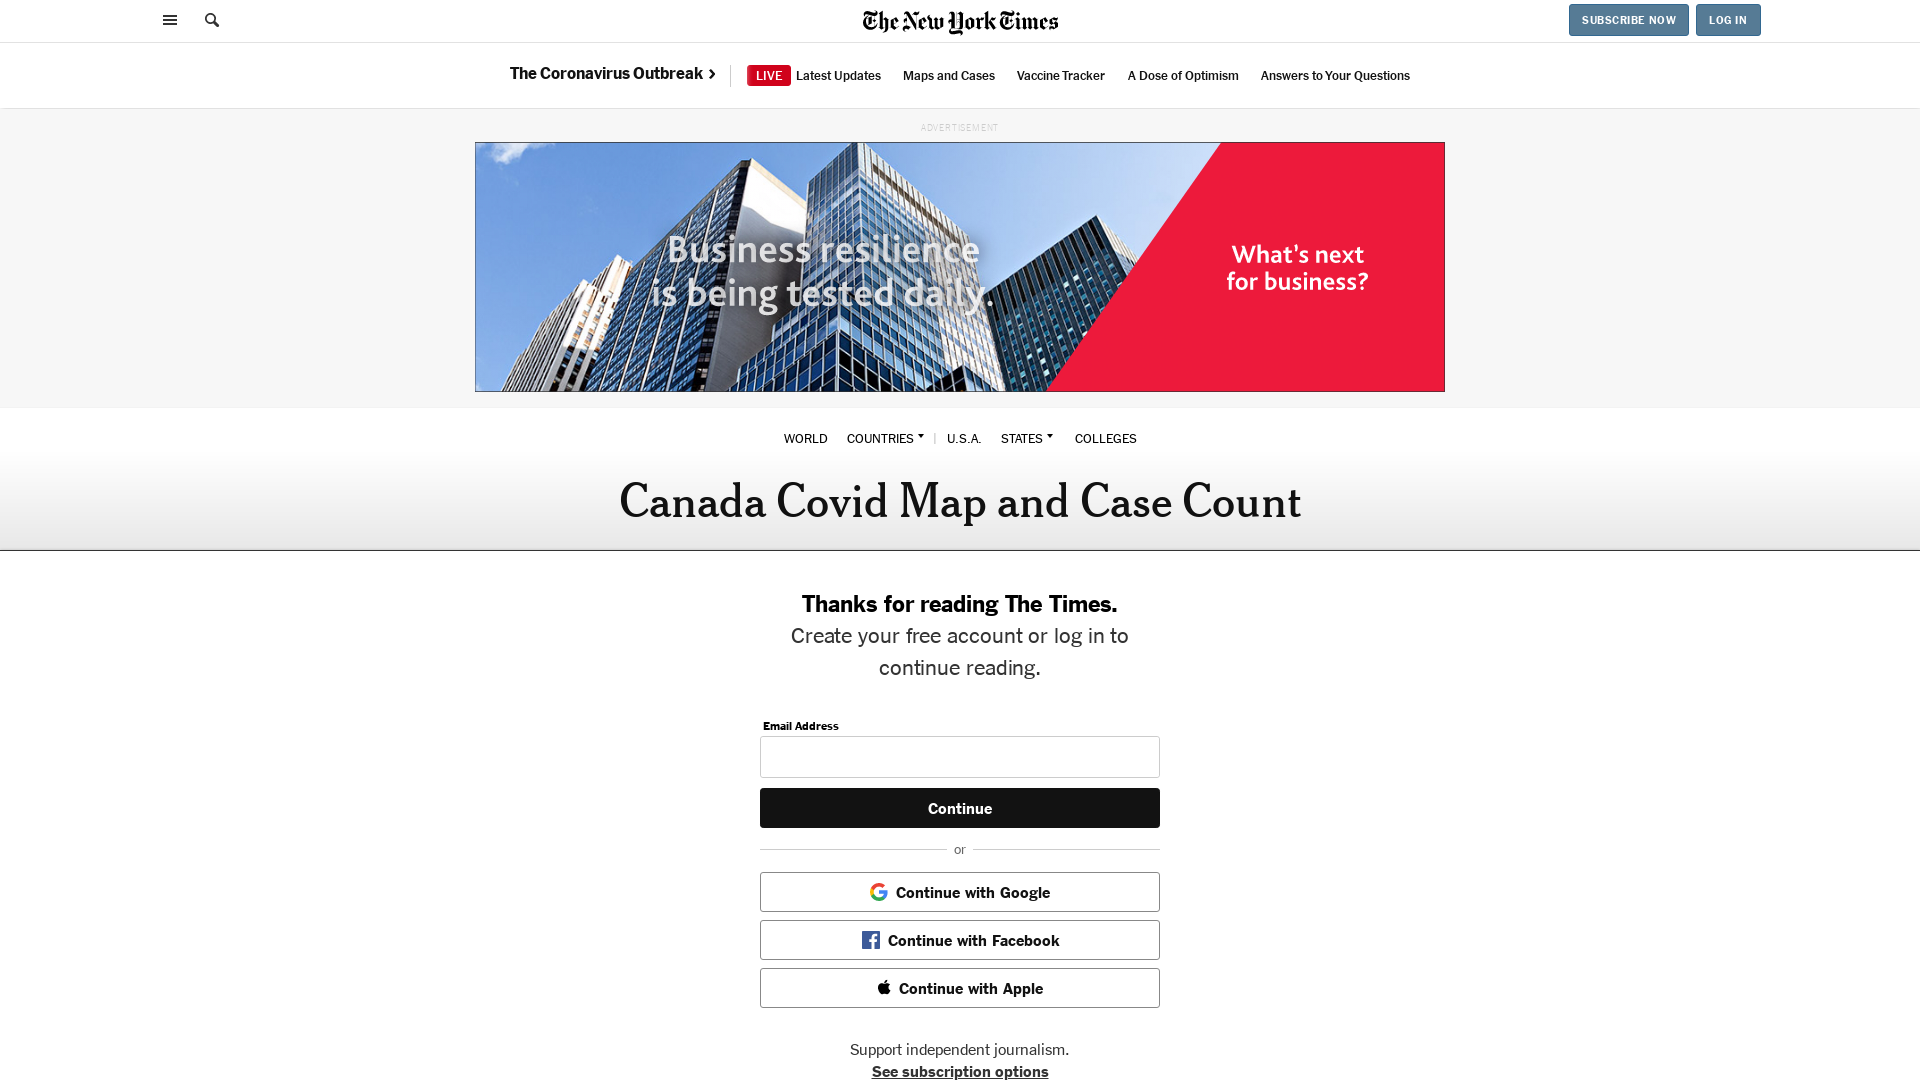 The New York Times
SUBSCRIBE NOW
LOG IN
The Coronavirus Outbreak
LIVE Latest Updates
Maps and Cases
Vaccine Tracker
A Dose of Optimism
Answers to Your Questions
ADVERTISEMENT
Business resilience
is being tested daily.
What's next
for business?
WORLD
COUNTRIES
U.S.A.
STATES
COLLEGES
Canada Covid Map and Case Count
Thanks for reading The Times.
Create your free account or log in to
continue reading.
Email Address
Continue
or
Continue with Google
Continue with Facebook
Continue with Apple
Support independent journalism.
See subscription options